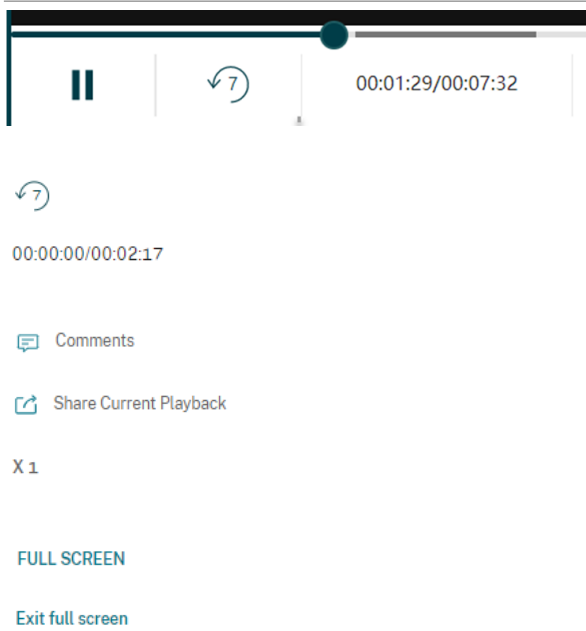 7
00:01:29/00:07:32
7
00:00:00/00:02:17
Comments
Share Current Playback
X 1
FULL SCREEN
Exit full screen